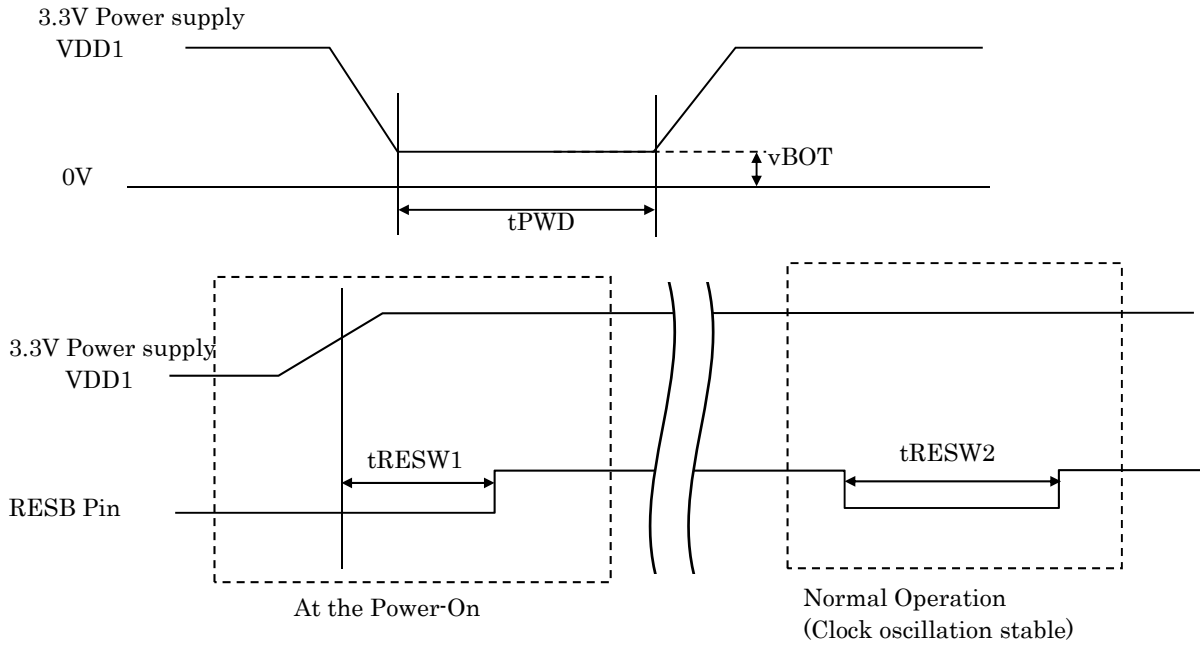 3.3V Power supply
VDD1
vBOT
0V
tPWD
3.3V Power supply
VDD1
tRESW1
tRESW2
RESB Pin
At the Power-On
Normal Operation
(Clock oscillation stable)